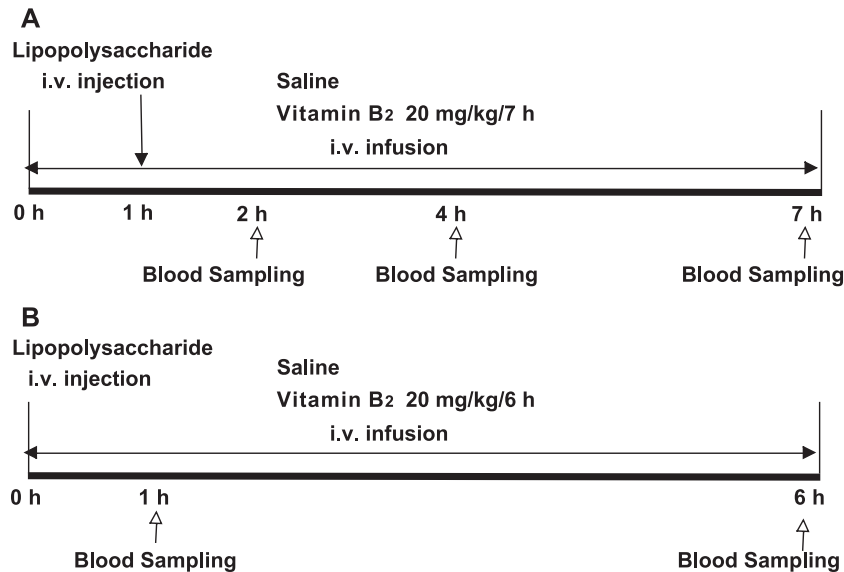 A
Lipopolysaccharide
i.v. injection
Saline
Vitamin B2 20 mg/kg/7 h
i.v. infusion
0 h 1 h 2 h 4 h 7 h
Blood Sampling Blood Sampling Blood Sampling
B
Lipopolysaccharide
i.v. injection
Saline
Vitamin B2 20 mg/kg/6 h
i.v. infusion
0 h 1 h 6 h
Blood Sampling Blood Sampling